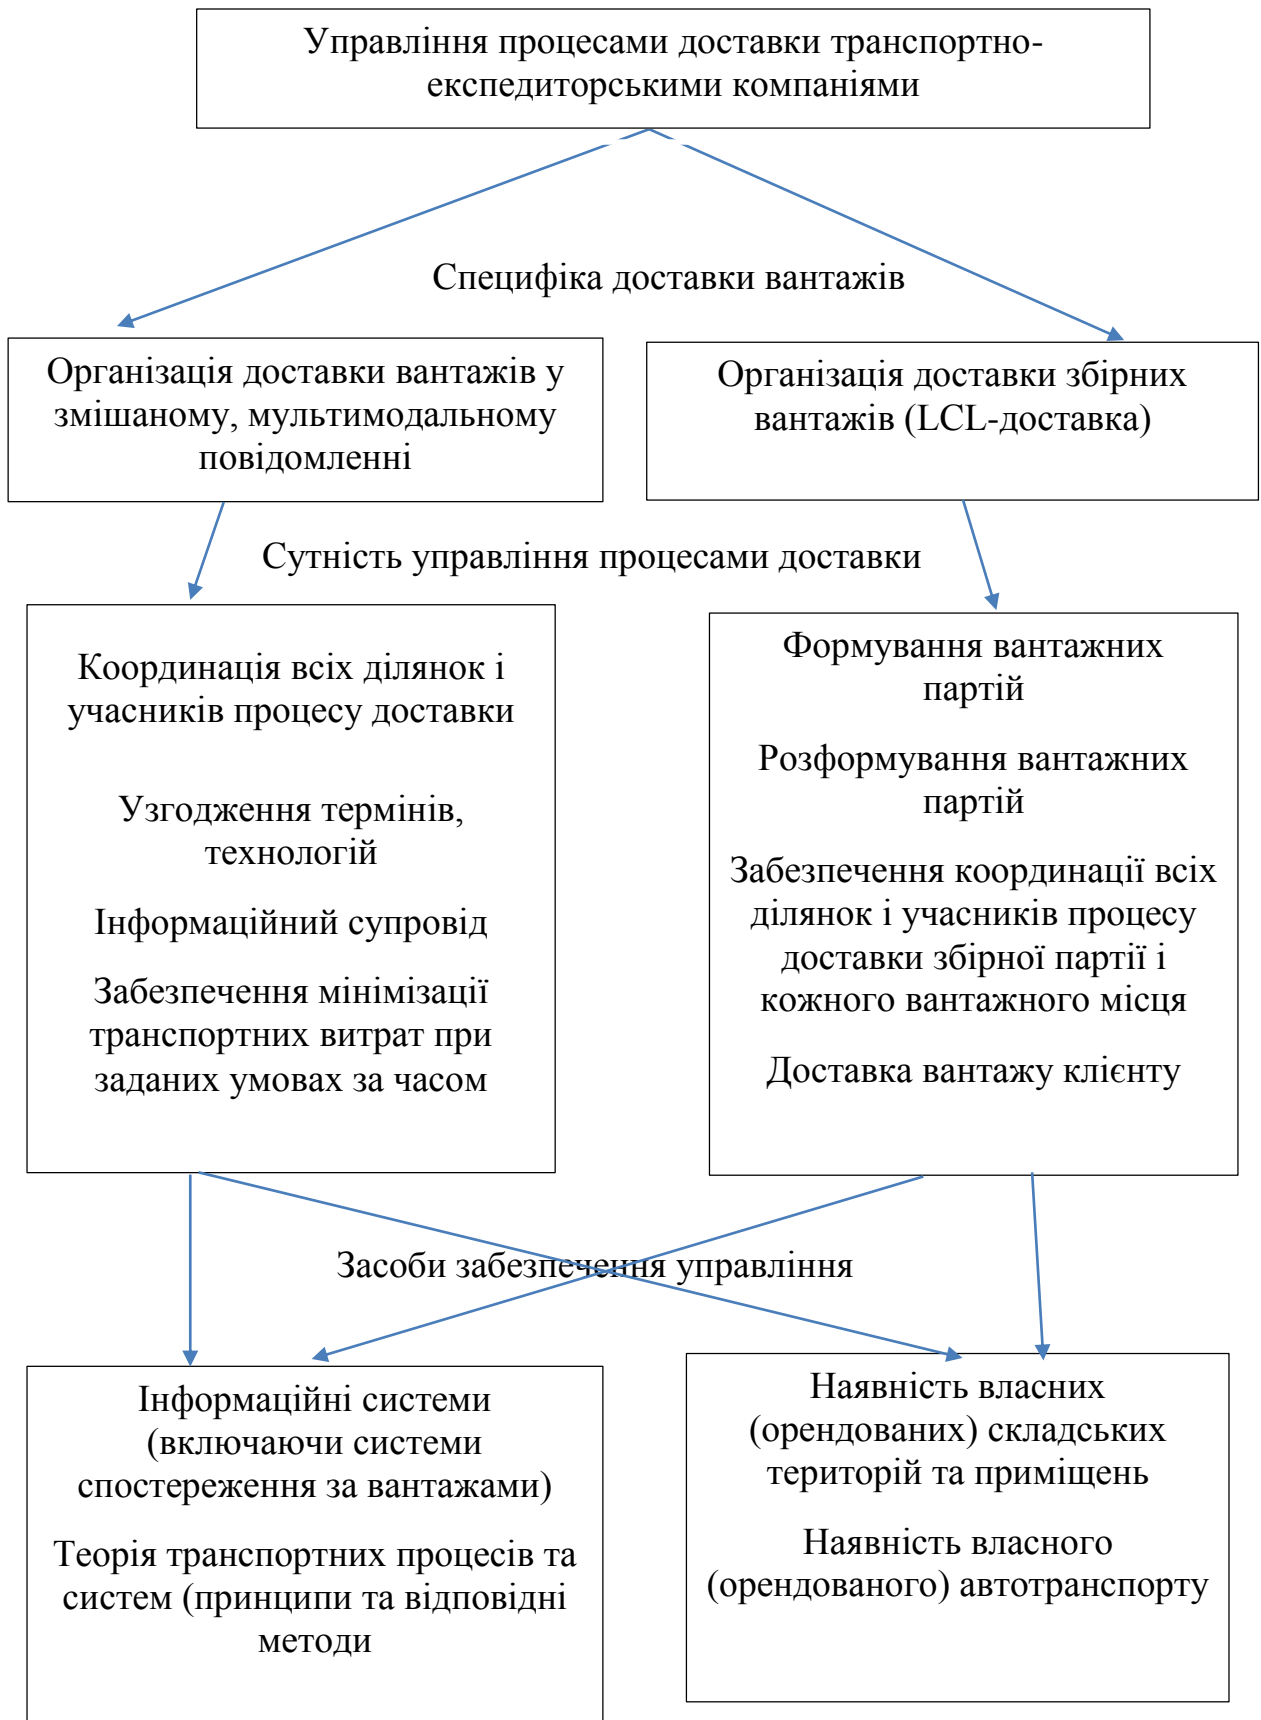 Управління процесами доставки транспортно-
експедиторськими компаніями
Специфіка доставки вантажів
Організація доставки вантажів у
змішаному, мультимодальному
повідомленні
Організація доставки збірних
вантажів (LCL-доставка)
Сутність управління процесами доставки
Координація всіх ділянок і
учасників процесу доставки
Узгодження термінів,
технологій
Інформаційний супровід
Забезпечення мінімізації
транспортних витрат при
заданих умовах за часом
Формування вантажних
партій
Розформування вантажних
партій
Забезпечення координації всіх
ділянок і учасників процесу
доставки збірної партії і
кожного вантажного місця
Доставка вантажу клієнту
Засоби забезпечення управління
Інформаційні системи
(включаючи системи
спостереження за вантажами)
Теорія транспортних процесів та
систем (принципи та відповідні
методи
Наявність власних
(орендованих) складських
територій та приміщень
Наявність власного
(орендованого) автотранспорту